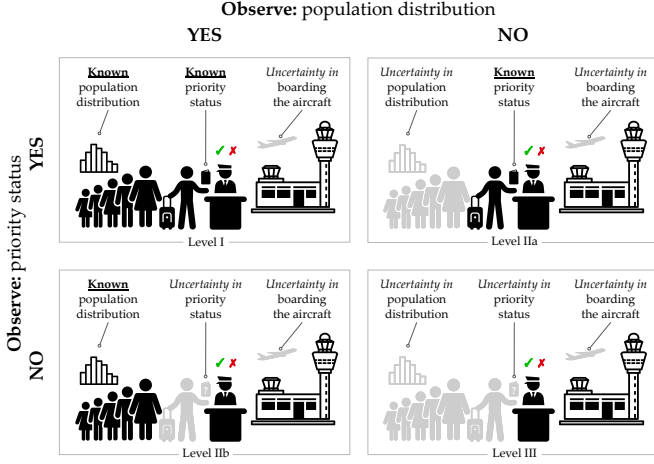 Observe: population distribution
YES
NO
Observe: priority status
YES
Known
population
distribution
Known
priority
status
Uncertainty in
boarding
the aircraft
Level I
Uncertainty in
population
distribution
Known
priority
status
Uncertainty in
boarding
the aircraft
Level IIa
NO
Known
population
distribution
Uncertainty in
priority
status
Uncertainty in
boarding
the aircraft
?
Level IIb
Uncertainty in
population
distribution
Uncertainty in
priority
status
Uncertainty in
boarding
the aircraft
?
Level III